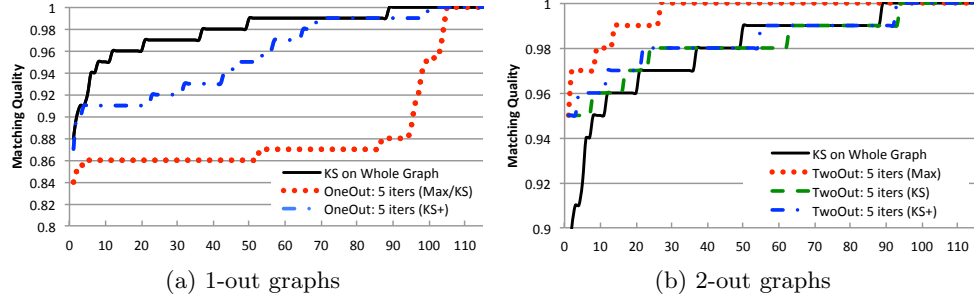 Matching Quality
1
0.98
0.96
0.94
0.92
0.9
0.88
0.86
0.84
0.82
0.8
KS on Whole Graph
OneOut: 5 iters (Max/KS)
OneOut: 5 iters (KS+)
0 10 20 30 40 50 60 70 80 90 100 110
(a) 1-out graphs
Matching Quality
1
0.98
0.96
0.94
0.92
0.9
KS on Whole Graph
TwoOut: 5 iters (Max)
TwoOut: 5 iters (KS)
TwoOut: 5 iters (KS+)
0 10 20 30 40 50 60 70 80 90 100 110
(b) 2-out graphs